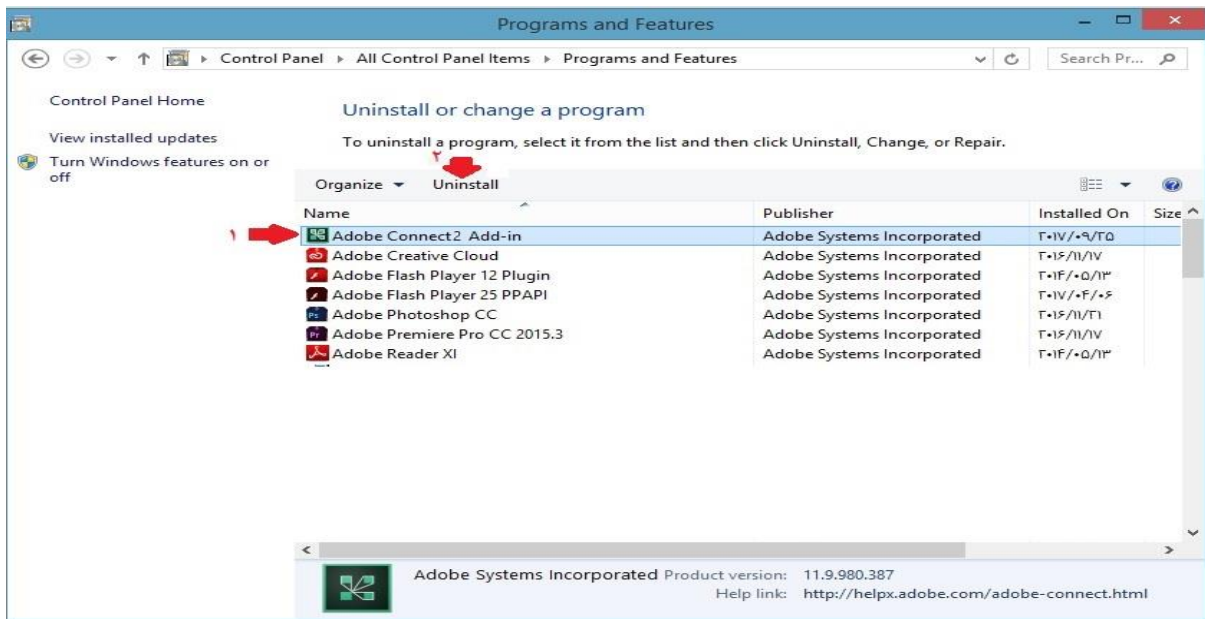 Programs and Features
Control Panel All Control Panel Items Programs and Features Search Pr...
Control Panel Home
View installed updates
Turn Windows features on or
off
Uninstall or change a program
To uninstall a program, select it from the list and then click Uninstall, Change, or Repair.
۲
Organize Uninstall
Name Publisher Installed On Size
۱ Adobe Connect2 Add-in Adobe Systems Incorporated ۲۰۱۷/۰۹/۲۵
Adobe Creative Cloud Adobe Systems Incorporated ۲۰۱۶/۱۱/۱۷
Adobe Flash Player 12 Plugin Adobe Systems Incorporated ۲۰۱۴/۰۵/۱۳
Adobe Flash Player 25 PPAPI Adobe Systems Incorporated ۲۰۱۷/۰۴/۰۶
Ps Adobe Photoshop CC Adobe Systems Incorporated ۲۰۱۶/۱۱/۲۱
Pr Adobe Premiere Pro CC 2015.3 Adobe Systems Incorporated ۲۰۱۶/۱۱/۱۷
Adobe Reader XI Adobe Systems Incorporated ۲۰۱۴/۰۵/۱۳
Adobe Systems Incorporated Product version: 11.9.980.387
Help link: http://helpx.adobe.com/adobe-connect.html